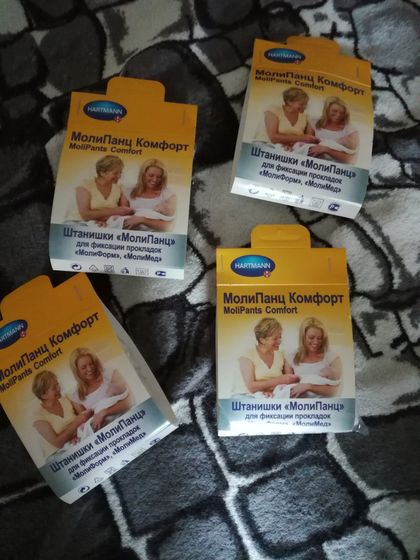 HARTMANN
МолиПанц Комфорт
MoliPants Comfort
Штанишки «МолиПанц»
для фиксации прокладок
«МолиФорм», «МолиМед»
HARTMANN
МолиПанц Комфорт
MoliPants Comfort
Штанишки «МолиПанц»
для фиксации прокладок
«МолиФорм», «МолиМед»
HARTMANN
МолиПанц Комфорт
MoliPants Comfort
Штанишки «МолиПанц»
для фиксации прокладок
«МолиФорм», «МолиМед»
HARTMANN
МолиПанц Комфорт
MoliPants Comfort
Штанишки «МолиПанц»
для фиксации прокладок
«МолиМед»